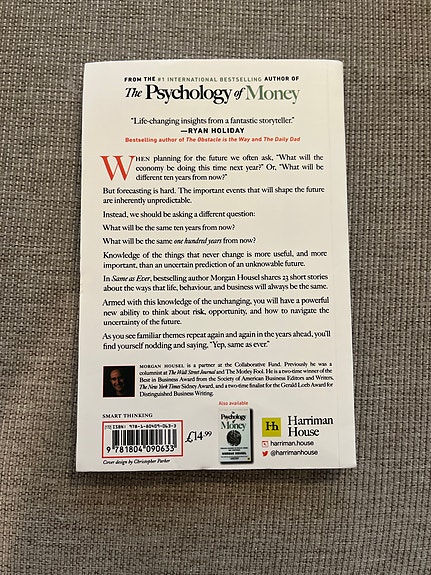 FROM THE #1 INTERNATIONAL BESTSELLING AUTHOR OF
The Psychology of Money
"Life-changing insights from a fantastic storyteller."
—RYAN HOLIDAY
Bestselling author of The Obstacle is the Way and The Daily Dad
WHEN planning for the future we often ask, "What will the
economy be doing this time next year?" Or, "What will be
different ten years from now?"
But forecasting is hard. The important events that will shape the
future are inherently unpredictable.
Instead, we should be asking a different question:
What will be the same ten years from now?
What will be the same one hundred years from now?
Knowledge of the things that never change is more useful, and more
important, than an uncertain prediction of an unknowable future.
In Same as Ever, bestselling author Morgan Housel shares 23 short stories
about the ways that life, behaviour, and business will always be the same.
Armed with this knowledge of the unchanging, you will have a powerful
new ability to think about risk, opportunity, and how to navigate the
uncertainty of the future.
As you see familiar themes repeat again and again in the years ahead, you'll
find yourself nodding and saying, "Yep, same as ever."
MORGAN HOUSEL is a partner at the Collaborative Fund. Previously he was a
columnist at The Wall Street Journal and The Motley Fool. He is a two-time winner of the
Best in Business Award from the Society of American Business Editors and Writers,
The New York Times Sidney Award, and a two-time finalist for the Gerald Loeb Award for
Distinguished Business Writing.
SMART THINKING
ISBN: 978-1-80409-063-3
9 781804 090633
£14.99
Cover design by Christopher Parker
Also available
The Psychology
of Money
MORGAN HOUSEL
Hh
Harriman
House
harriman.house
@harrimanhouse